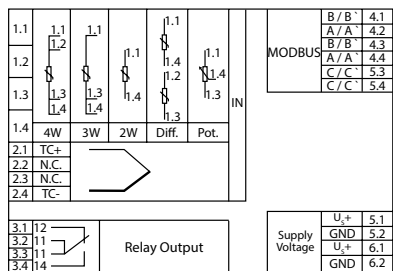 1.1
1.2
1.3
1.4
1.1
1.2
1.3
1.4
4W
1.1
1.3
1.4
3W
1.1
1.4
2W
1.1
1.4
1.2
1.3
Diff.
1.1
1.4
1.3
Pot.
IN
2.1 TC+
2.2 N.C.
2.3 N.C.
2.4 TC-
3.1 12
3.2 11
3.3 11
3.4 14
Relay Output
MODBUS
B / B` 4.1
A / A` 4.2
B / B` 4.3
A / A` 4.4
C / C` 5.3
C / C` 5.4
Supply
Voltage
Us+ 5.1
GND 5.2
Us+ 6.1
GND 6.2